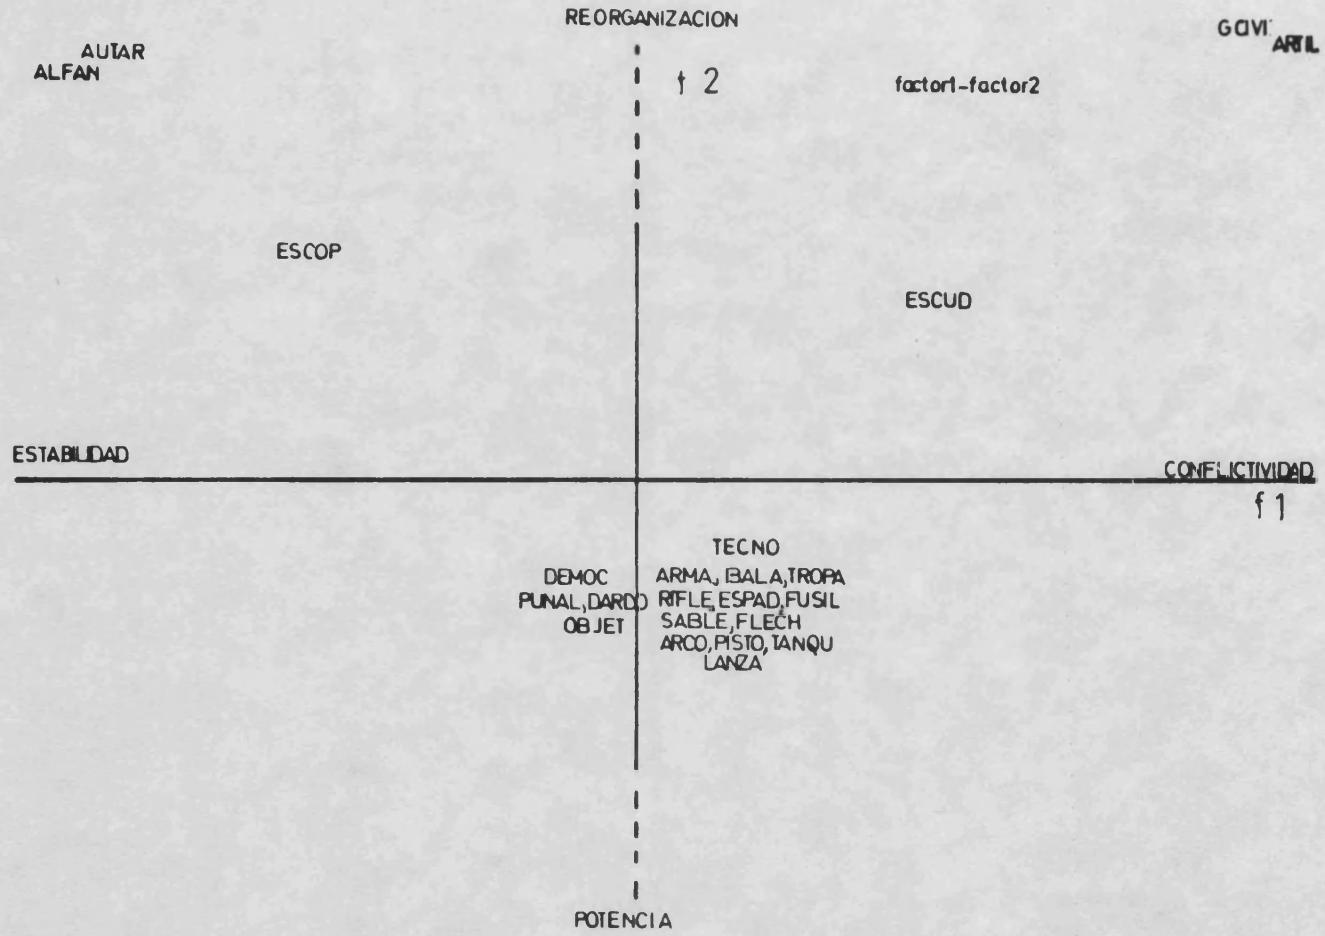 REORGANIZACION
ARTIL
AUTAR
ALFAN
f 2
factor1-factor2
ESCOP
ESCUD
ESTABILIDAD
CONFLICTIVIDAD
f 1
TECNO
DEMOC
ARMA, BALA, TROPA
PUNAL, DARDO
RIFLE, ESPAD, FUSIL
OBJET
SABLE, FLECH
ARCO, PISTO, TANQU
LANZA
POTENCIA